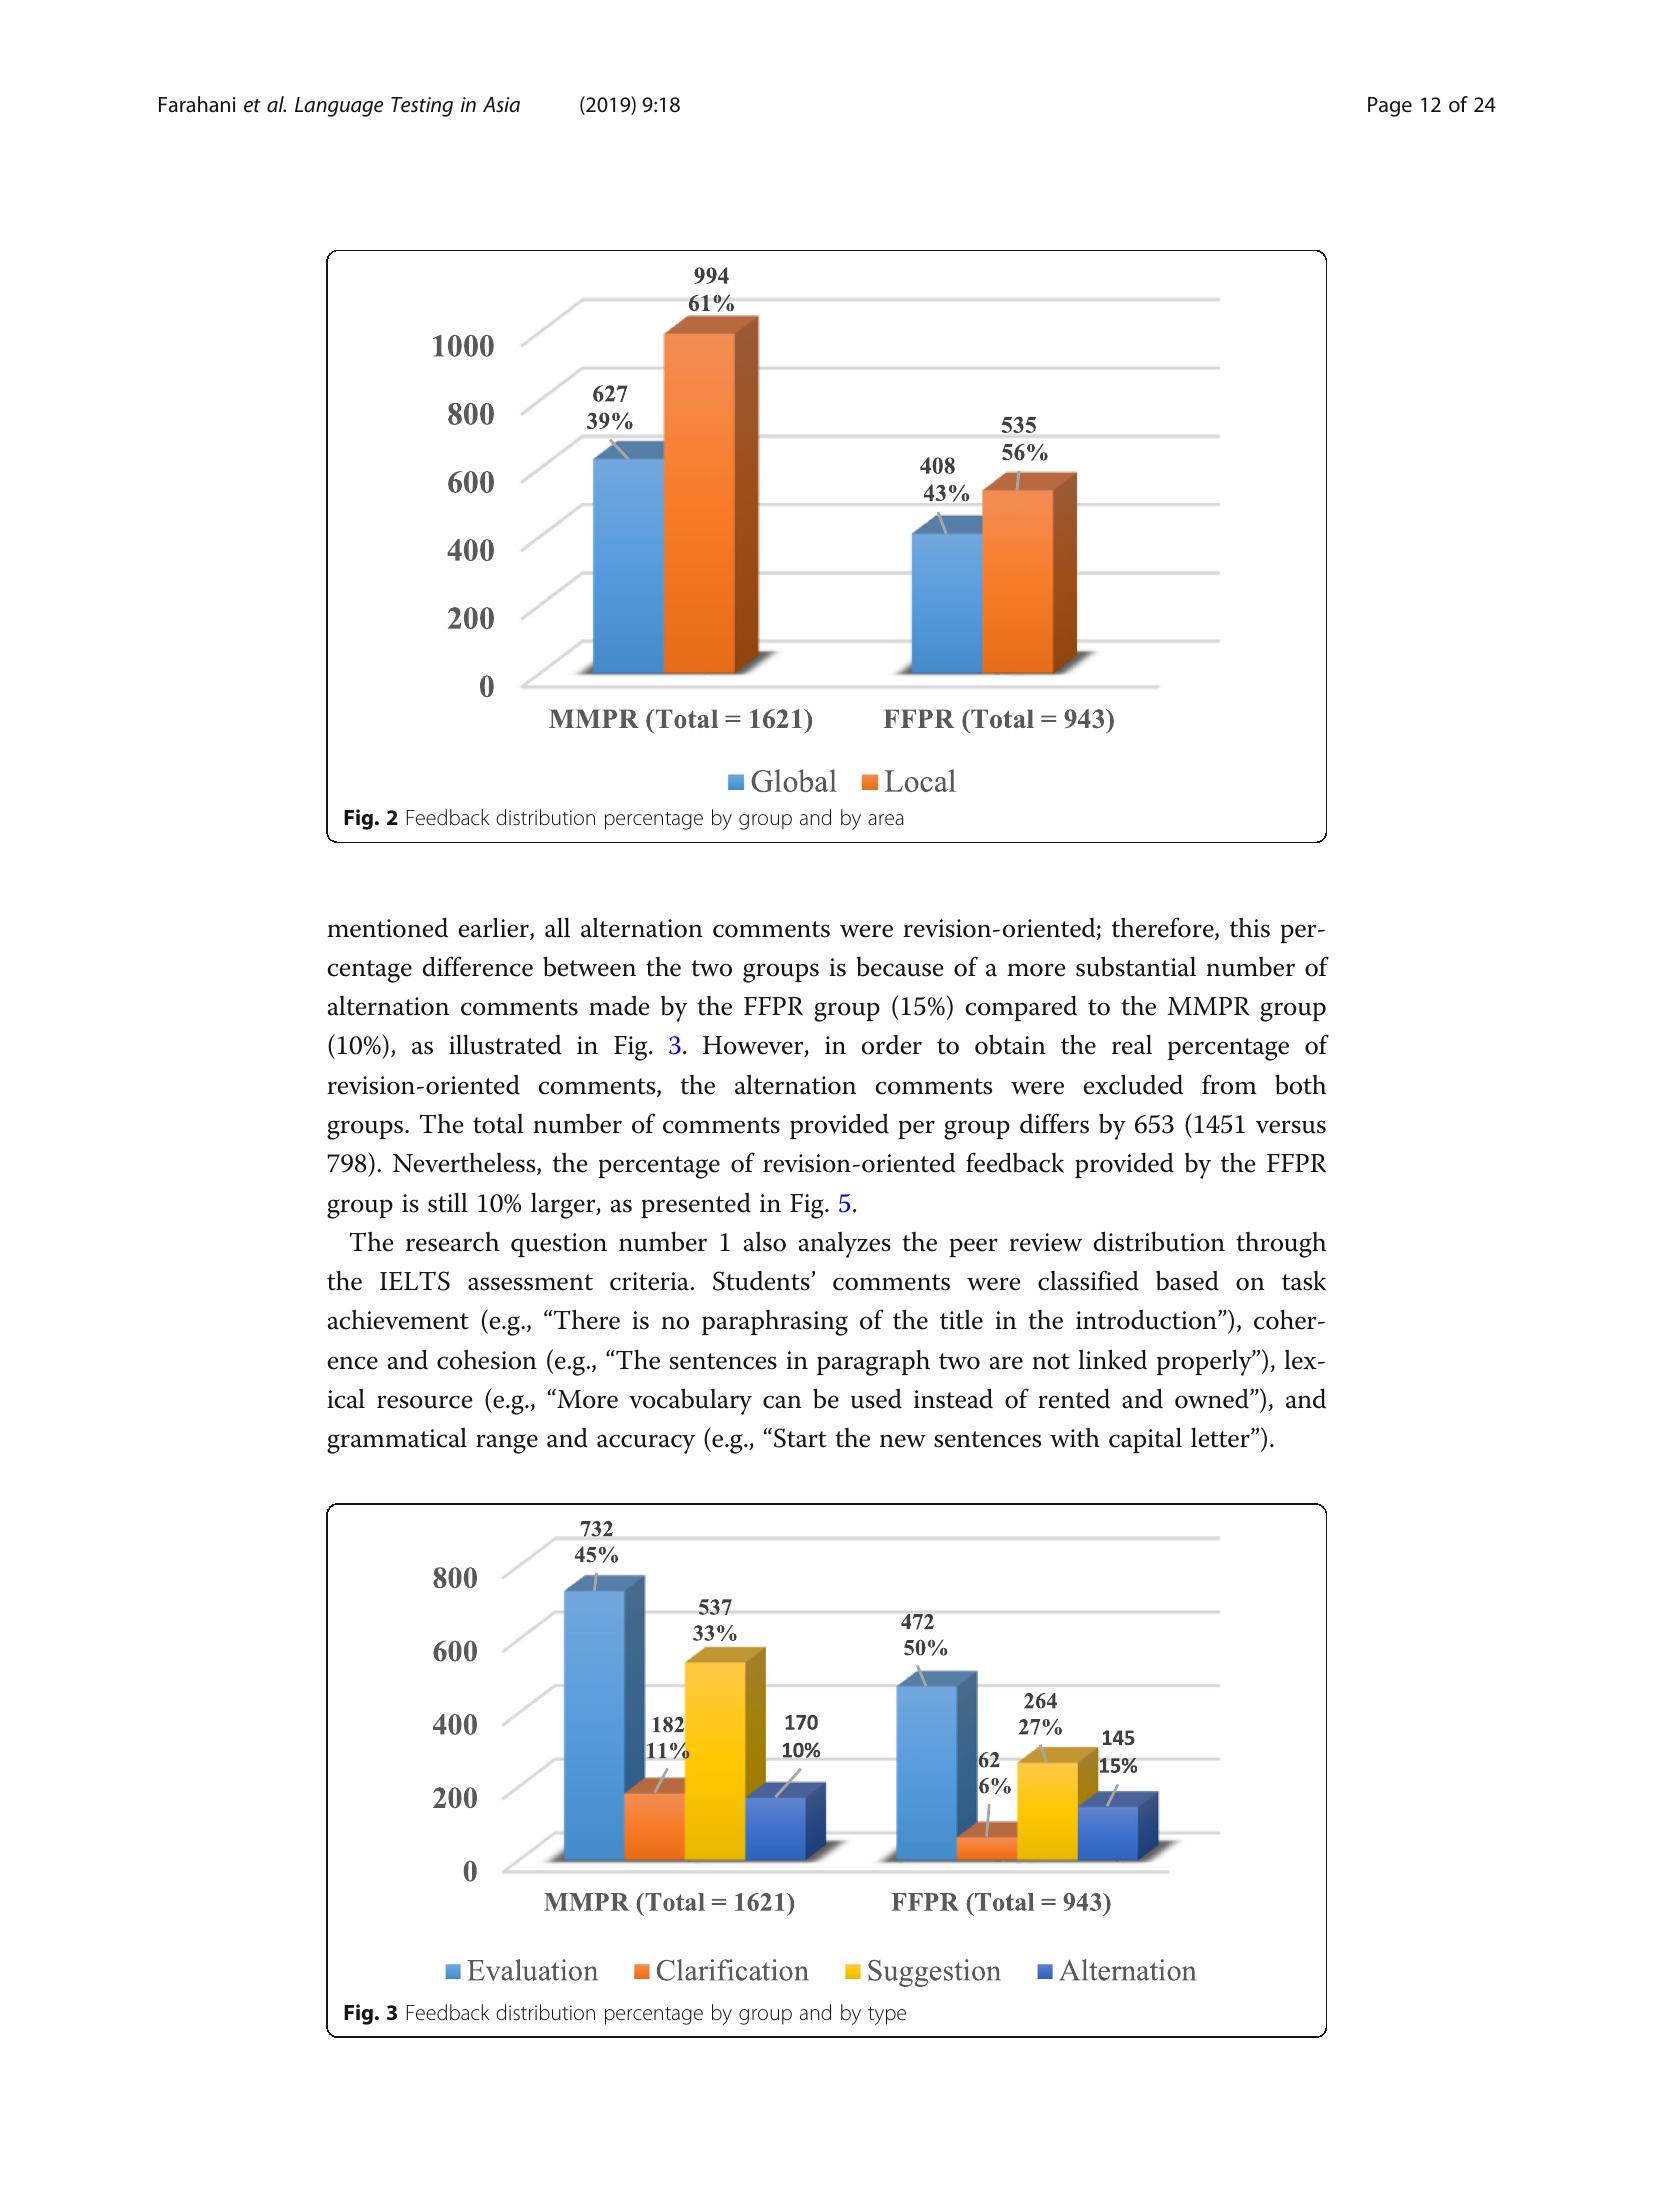 Farahani et al. Language Testing in Asia (2019) 9:18 Page 12 of 24
994
61%
1000
627
39%
800
535
56%
408
43%
600
400
200
0
MMPR (Total = 1621) FFPR (Total = 943)
Global Local
Fig. 2 Feedback distribution percentage by group and by area
mentioned earlier, all alternation comments were revision-oriented; therefore, this per-
centage difference between the two groups is because of a more substantial number of
alternation comments made by the FFPR group (15%) compared to the MMPR group
(10%), as illustrated in Fig. 3. However, in order to obtain the real percentage of
revision-oriented comments, the alternation comments were excluded from both
groups. The total number of comments provided per group differs by 653 (1451 versus
798). Nevertheless, the percentage of revision-oriented feedback provided by the FFPR
group is still 10% larger, as presented in Fig. 5.
The research question number 1 also analyzes the peer review distribution through
the IELTS assessment criteria. Students’ comments were classified based on task
achievement (e.g., “There is no paraphrasing of the title in the introduction”), coher-
ence and cohesion (e.g., “The sentences in paragraph two are not linked properly”), lex-
ical resource (e.g., “More vocabulary can be used instead of rented and owned”), and
grammatical range and accuracy (e.g., “Start the new sentences with capital letter”).
732
45%
800
537
33%
472
50%
600
264
27%
182
11%
170
10%
145
15%
400
62
6%
200
0
MMPR (Total = 1621) FFPR (Total = 943)
Evaluation Clarification Suggestion Alternation
Fig. 3 Feedback distribution percentage by group and by type